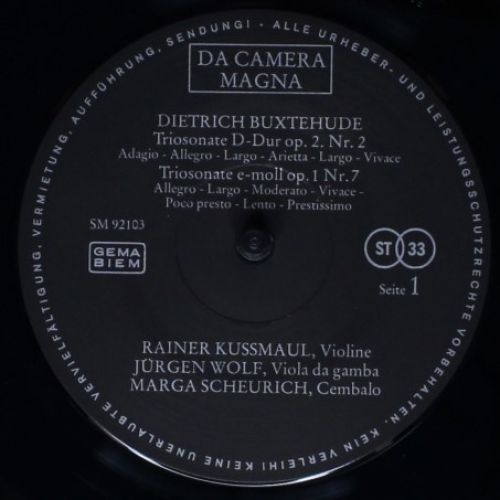 DA CAMERA
MAGNA
DIETRICH BUXTEHUDE
Triosonate D-Dur op. 2. Nr. 2
Adagio - Allegro - Largo - Arietta - Largo - Vivace
Triosonate e-moll op. 1 Nr. 7
Allegro - Largo - Moderato - Vivace -
Poco presto - Lento - Prestissimo
SM 92103
GEMA
BIEM
ST 33
Seite 1
RAINER KUSSMAUL, Violine
JÜRGEN WOLF, Viola da gamba
MARGA SCHEURICH, Cembalo
ALLE URHEBER- UND LEISTUNGSSCHUTZRECHTE VORBEHALTEN. KEIN VERLEIH! KEINE UNERLAUBTE VERVIELFÄLTIGUNG, VERMIETUNG, AUFFÜHRUNG, SENDUNG! -